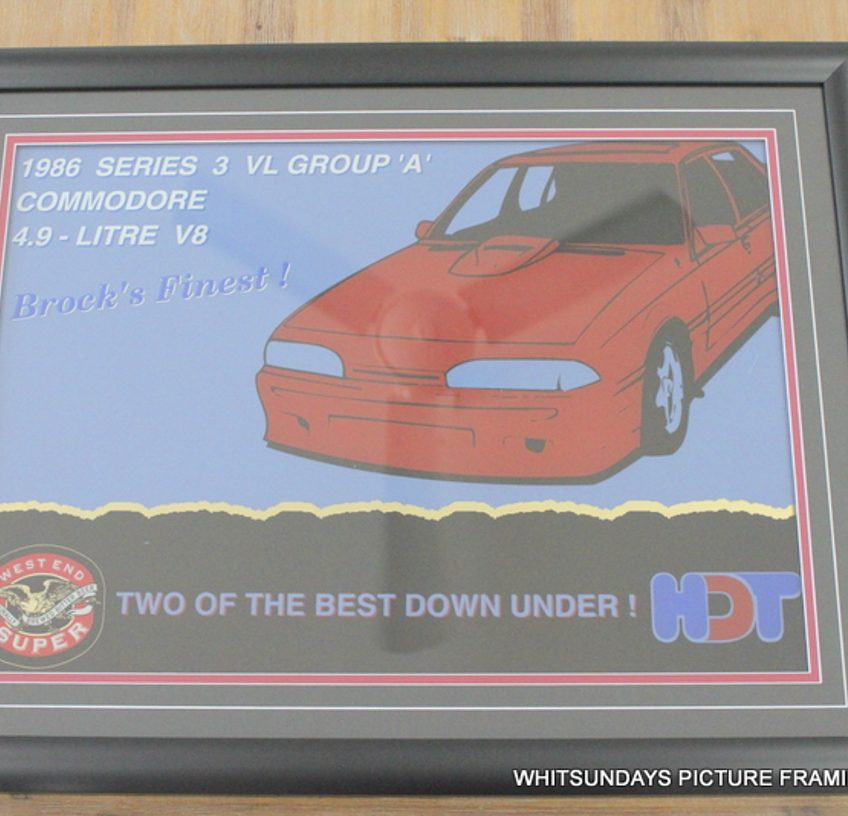 1986 SERIES 3 VL GROUP 'A'
COMMODORE
4.9 - LITRE V8
Brock's Finest !
WEST END
SUPER
TWO OF THE BEST DOWN UNDER !
HDT
WHITSUNDAYS PICTURE FRAMI